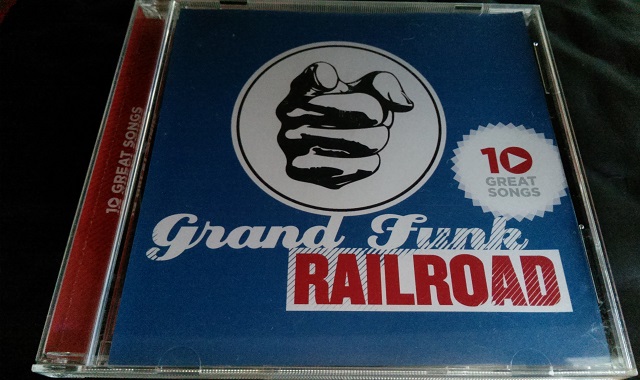 10 GREAT SONGS
10
GREAT
SONGS
Grand Funk
RAILROAD